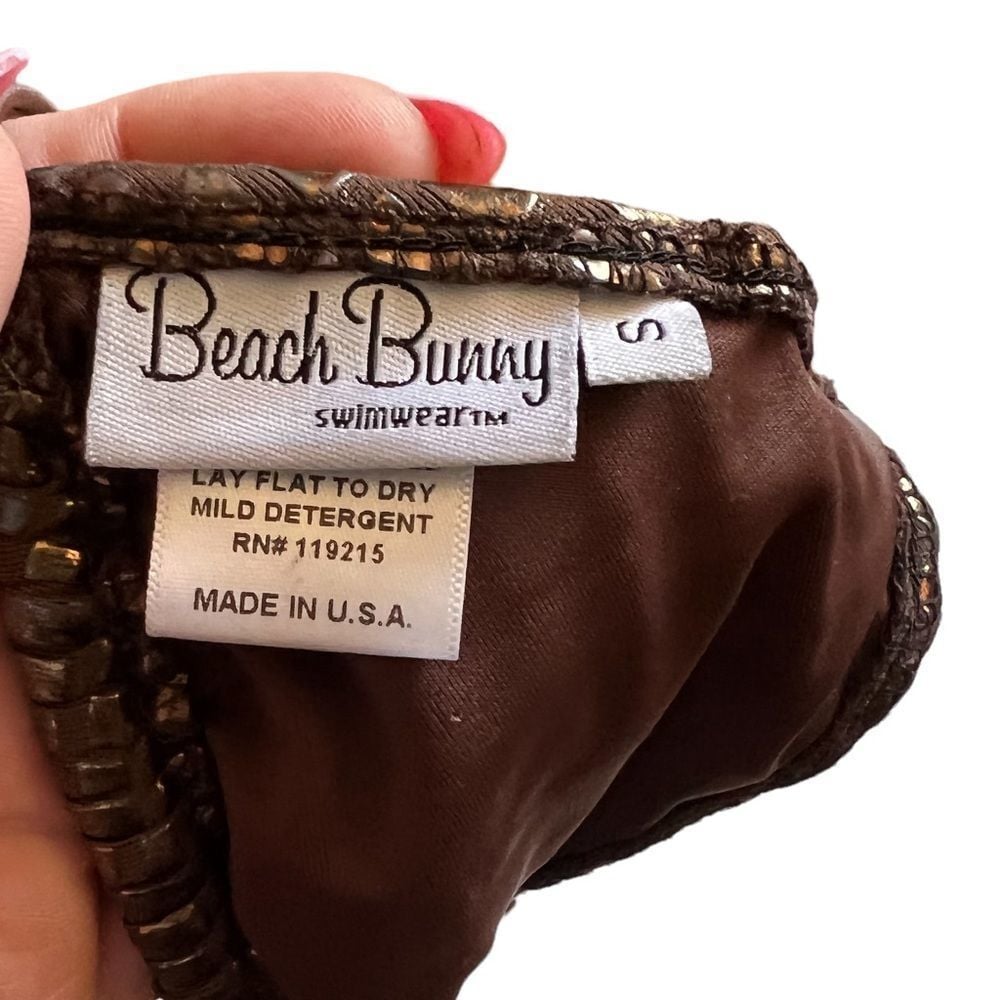 Beach Bunny
swimwear™
S
LAY FLAT TO DRY
MILD DETERGENT
RN# 119215
MADE IN U.S.A.